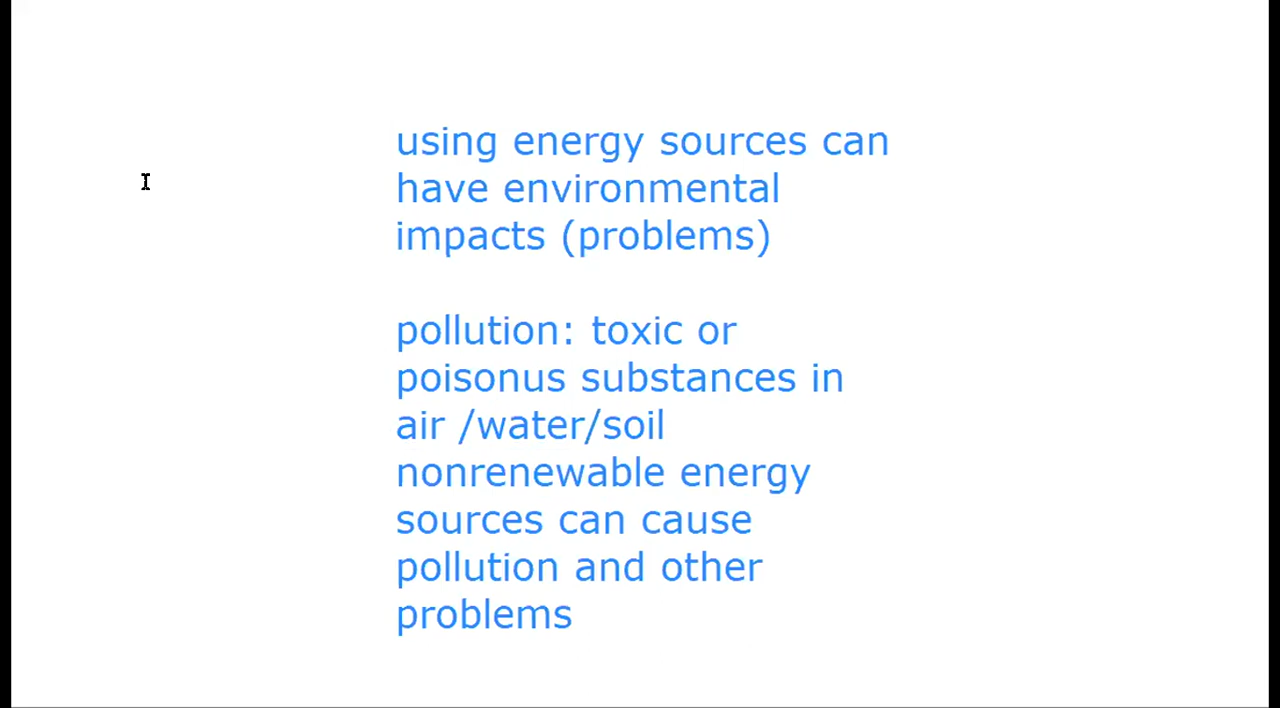 using energy sources can
have environmental
impacts (problems)
pollution: toxic or
poisonus substances in
air /water/soil
nonrenewable energy
sources can cause
pollution and other
problems